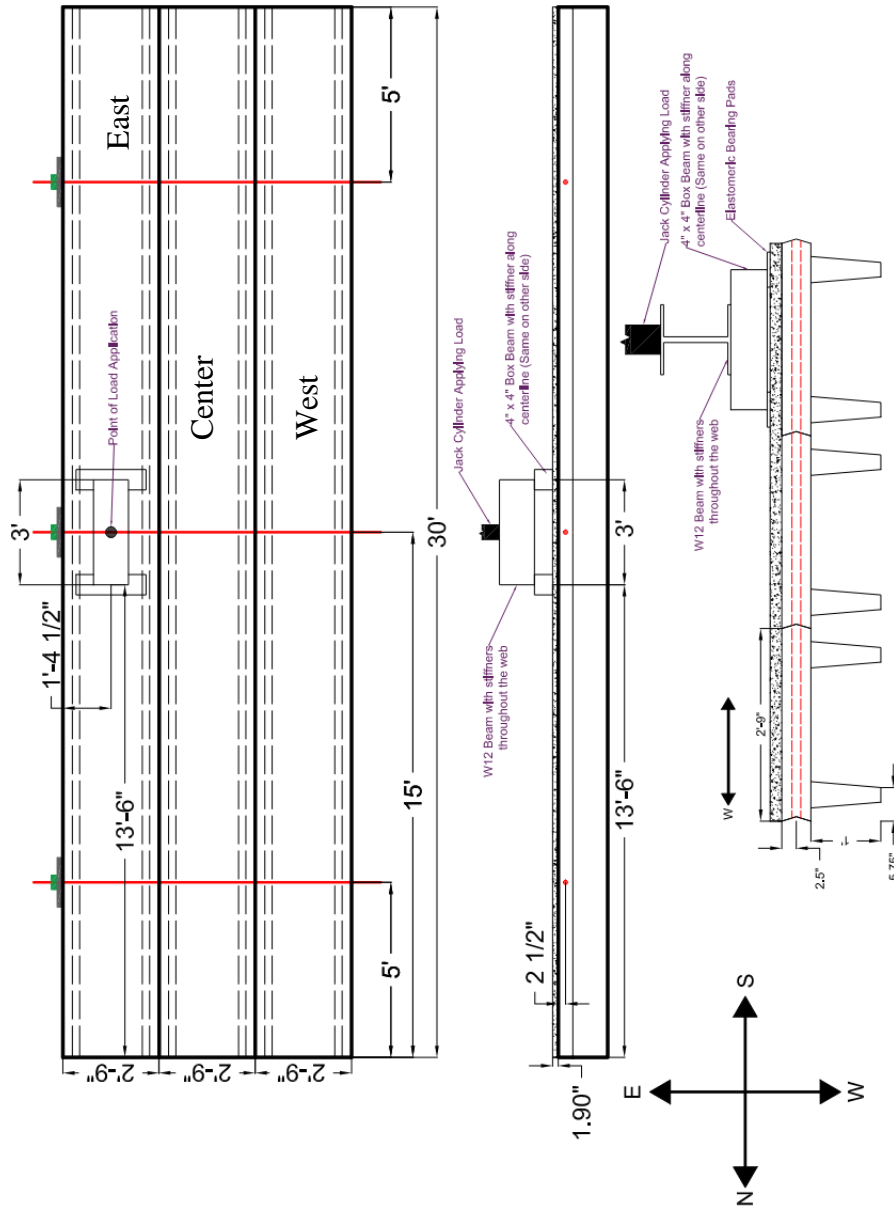 East
5'
Point of Load Application
Center
West
3'
1'-4 1/2"
13'-6"
15'
30'
5'
2'-9"
2'-9"
2'-9"
Jack Cylinder Applying Load
4" x 4" Box Beam with stiffner along
centerline (Same on other side)
3'
W12 Beam with stiffners
throughout the web
13'-6"
2 1/2"
1.90"
Jack Cylinder Applying Load
4" x 4" Box Beam with stiffner along
centerline (Same on other side)
Elastomeric Bearing Pads
W12 Beam with stiffners
throughout the web
2'-9"
W
2.5"
1'
5.75"
E
S
N
W